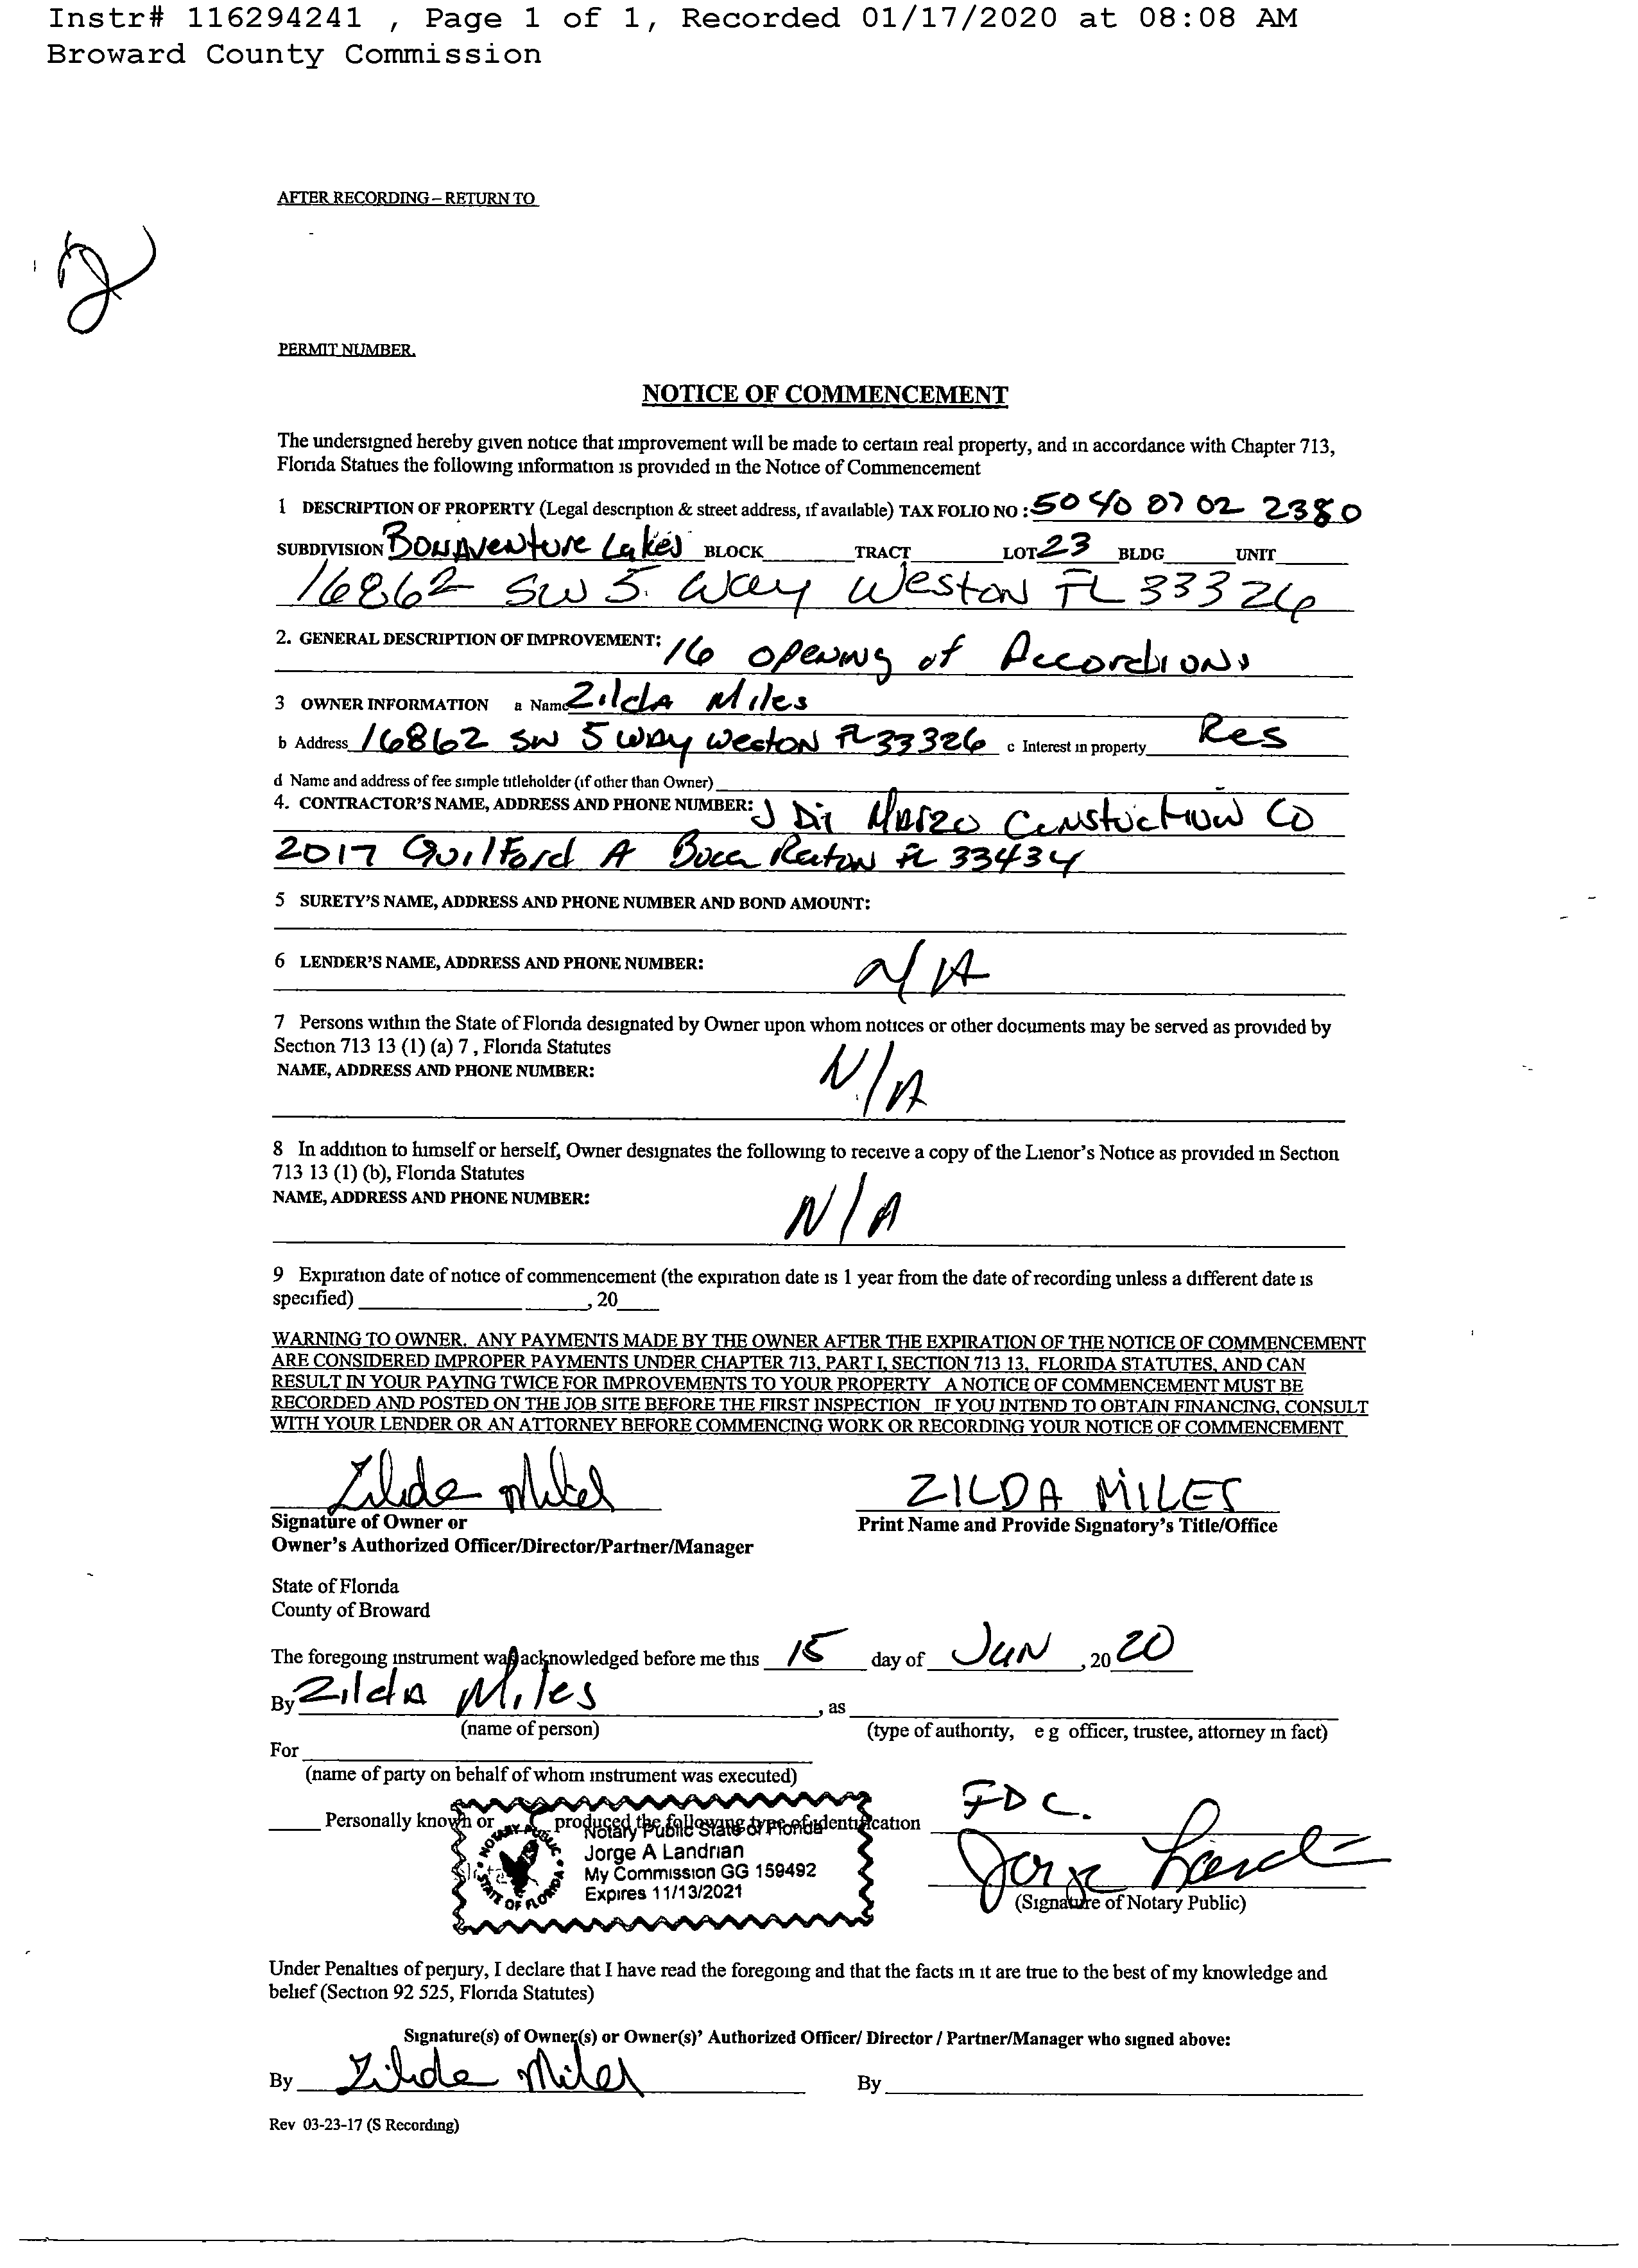 Instr# 116294241 , Page 1 of 1, Recorded 01/17/2020 at 08:08 AM
Broward County Commission
AFTER RECORDING – RETURN TO
PERMIT NUMBER.
NOTICE OF COMMENCEMENT
The undersigned hereby given notice that improvement will be made to certain real property, and in accordance with Chapter 713,
Florida Statues the following information is provided in the Notice of Commencement
1 DESCRIPTION OF PROPERTY (Legal description & street address, if available) TAX FOLIO NO : 5040 07 02 2380
SUBDIVISION Bonaventure Lakes BLOCK TRACT LOT 23 BLDG UNIT
16862 SW 5. Way Weston FL 33326
2. GENERAL DESCRIPTION OF IMPROVEMENT: 16 opening of Accordions
3 OWNER INFORMATION a Name Zilda Miles
b Address 16862 SW 5 Way Weston FL 33326 c Interest in property Res
d Name and address of fee simple titleholder (if other than Owner)
4. CONTRACTOR'S NAME, ADDRESS AND PHONE NUMBER: J Di Marzo Constuction Co
2017 Guilford A Boca Raton FL 33434
5 SURETY'S NAME, ADDRESS AND PHONE NUMBER AND BOND AMOUNT:
6 LENDER'S NAME, ADDRESS AND PHONE NUMBER: N/A
7 Persons within the State of Florida designated by Owner upon whom notices or other documents may be served as provided by
Section 713 13 (1) (a) 7 , Florida Statutes
NAME, ADDRESS AND PHONE NUMBER: N/A
8 In addition to himself or herself, Owner designates the following to receive a copy of the Lienor's Notice as provided in Section
713 13 (1) (b), Florida Statutes
NAME, ADDRESS AND PHONE NUMBER: N/A
9 Expiration date of notice of commencement (the expiration date is 1 year from the date of recording unless a different date is
specified) , 20
WARNING TO OWNER. ANY PAYMENTS MADE BY THE OWNER AFTER THE EXPIRATION OF THE NOTICE OF COMMENCEMENT
ARE CONSIDERED IMPROPER PAYMENTS UNDER CHAPTER 713, PART I, SECTION 713 13, FLORIDA STATUTES, AND CAN
RESULT IN YOUR PAYING TWICE FOR IMPROVEMENTS TO YOUR PROPERTY A NOTICE OF COMMENCEMENT MUST BE
RECORDED AND POSTED ON THE JOB SITE BEFORE THE FIRST INSPECTION IF YOU INTEND TO OBTAIN FINANCING, CONSULT
WITH YOUR LENDER OR AN ATTORNEY BEFORE COMMENCING WORK OR RECORDING YOUR NOTICE OF COMMENCEMENT
Zilda Miles ZILDA MILES
Signature of Owner or Print Name and Provide Signatory's Title/Office
Owner's Authorized Officer/Director/Partner/Manager
State of Florida
County of Broward
The foregoing instrument was acknowledged before me this 15 day of Jun , 20 20
By Zilda Miles , as
(name of person) (type of authority, e g officer, trustee, attorney in fact)
For
(name of party on behalf of whom instrument was executed)
Personally known or produced the following type of identification FDC.
Notary Public State of Florida
Jorge A Landrian
My Commission GG 159492
Expires 11/13/2021
NOTARY PUBLIC STATE OF FLORIDA
(Signature of Notary Public)
Under Penalties of perjury, I declare that I have read the foregoing and that the facts in it are true to the best of my knowledge and
belief (Section 92 525, Florida Statutes)
Signature(s) of Owner(s) or Owner(s)' Authorized Officer/ Director / Partner/Manager who signed above:
By Zilda Miles By
Rev 03-23-17 (S Recording)